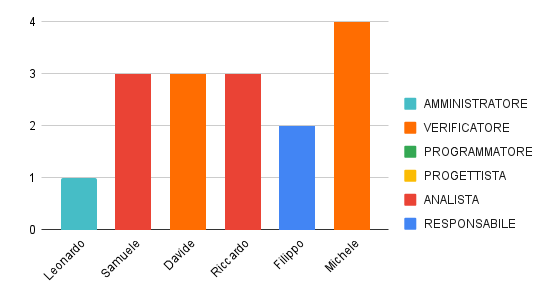 4
3
2
1
0
Leonardo
Samuele
Davide
Riccardo
Filippo
Michele
AMMINISTRATORE
VERIFICATORE
PROGRAMMATORE
PROGETTISTA
ANALISTA
RESPONSABILE